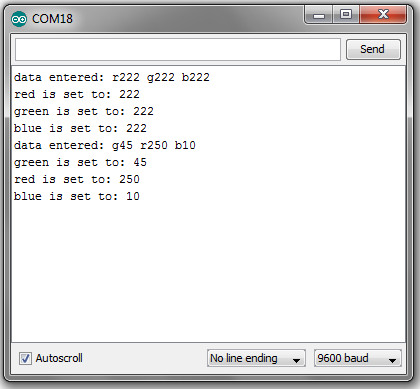 COM18
Send
data entered: r222 g222 b222
red is set to: 222
green is set to: 222
blue is set to: 222
data entered: g45 r250 b10
green is set to: 45
red is set to: 250
blue is set to: 10
Autoscroll
No line ending
9600 baud